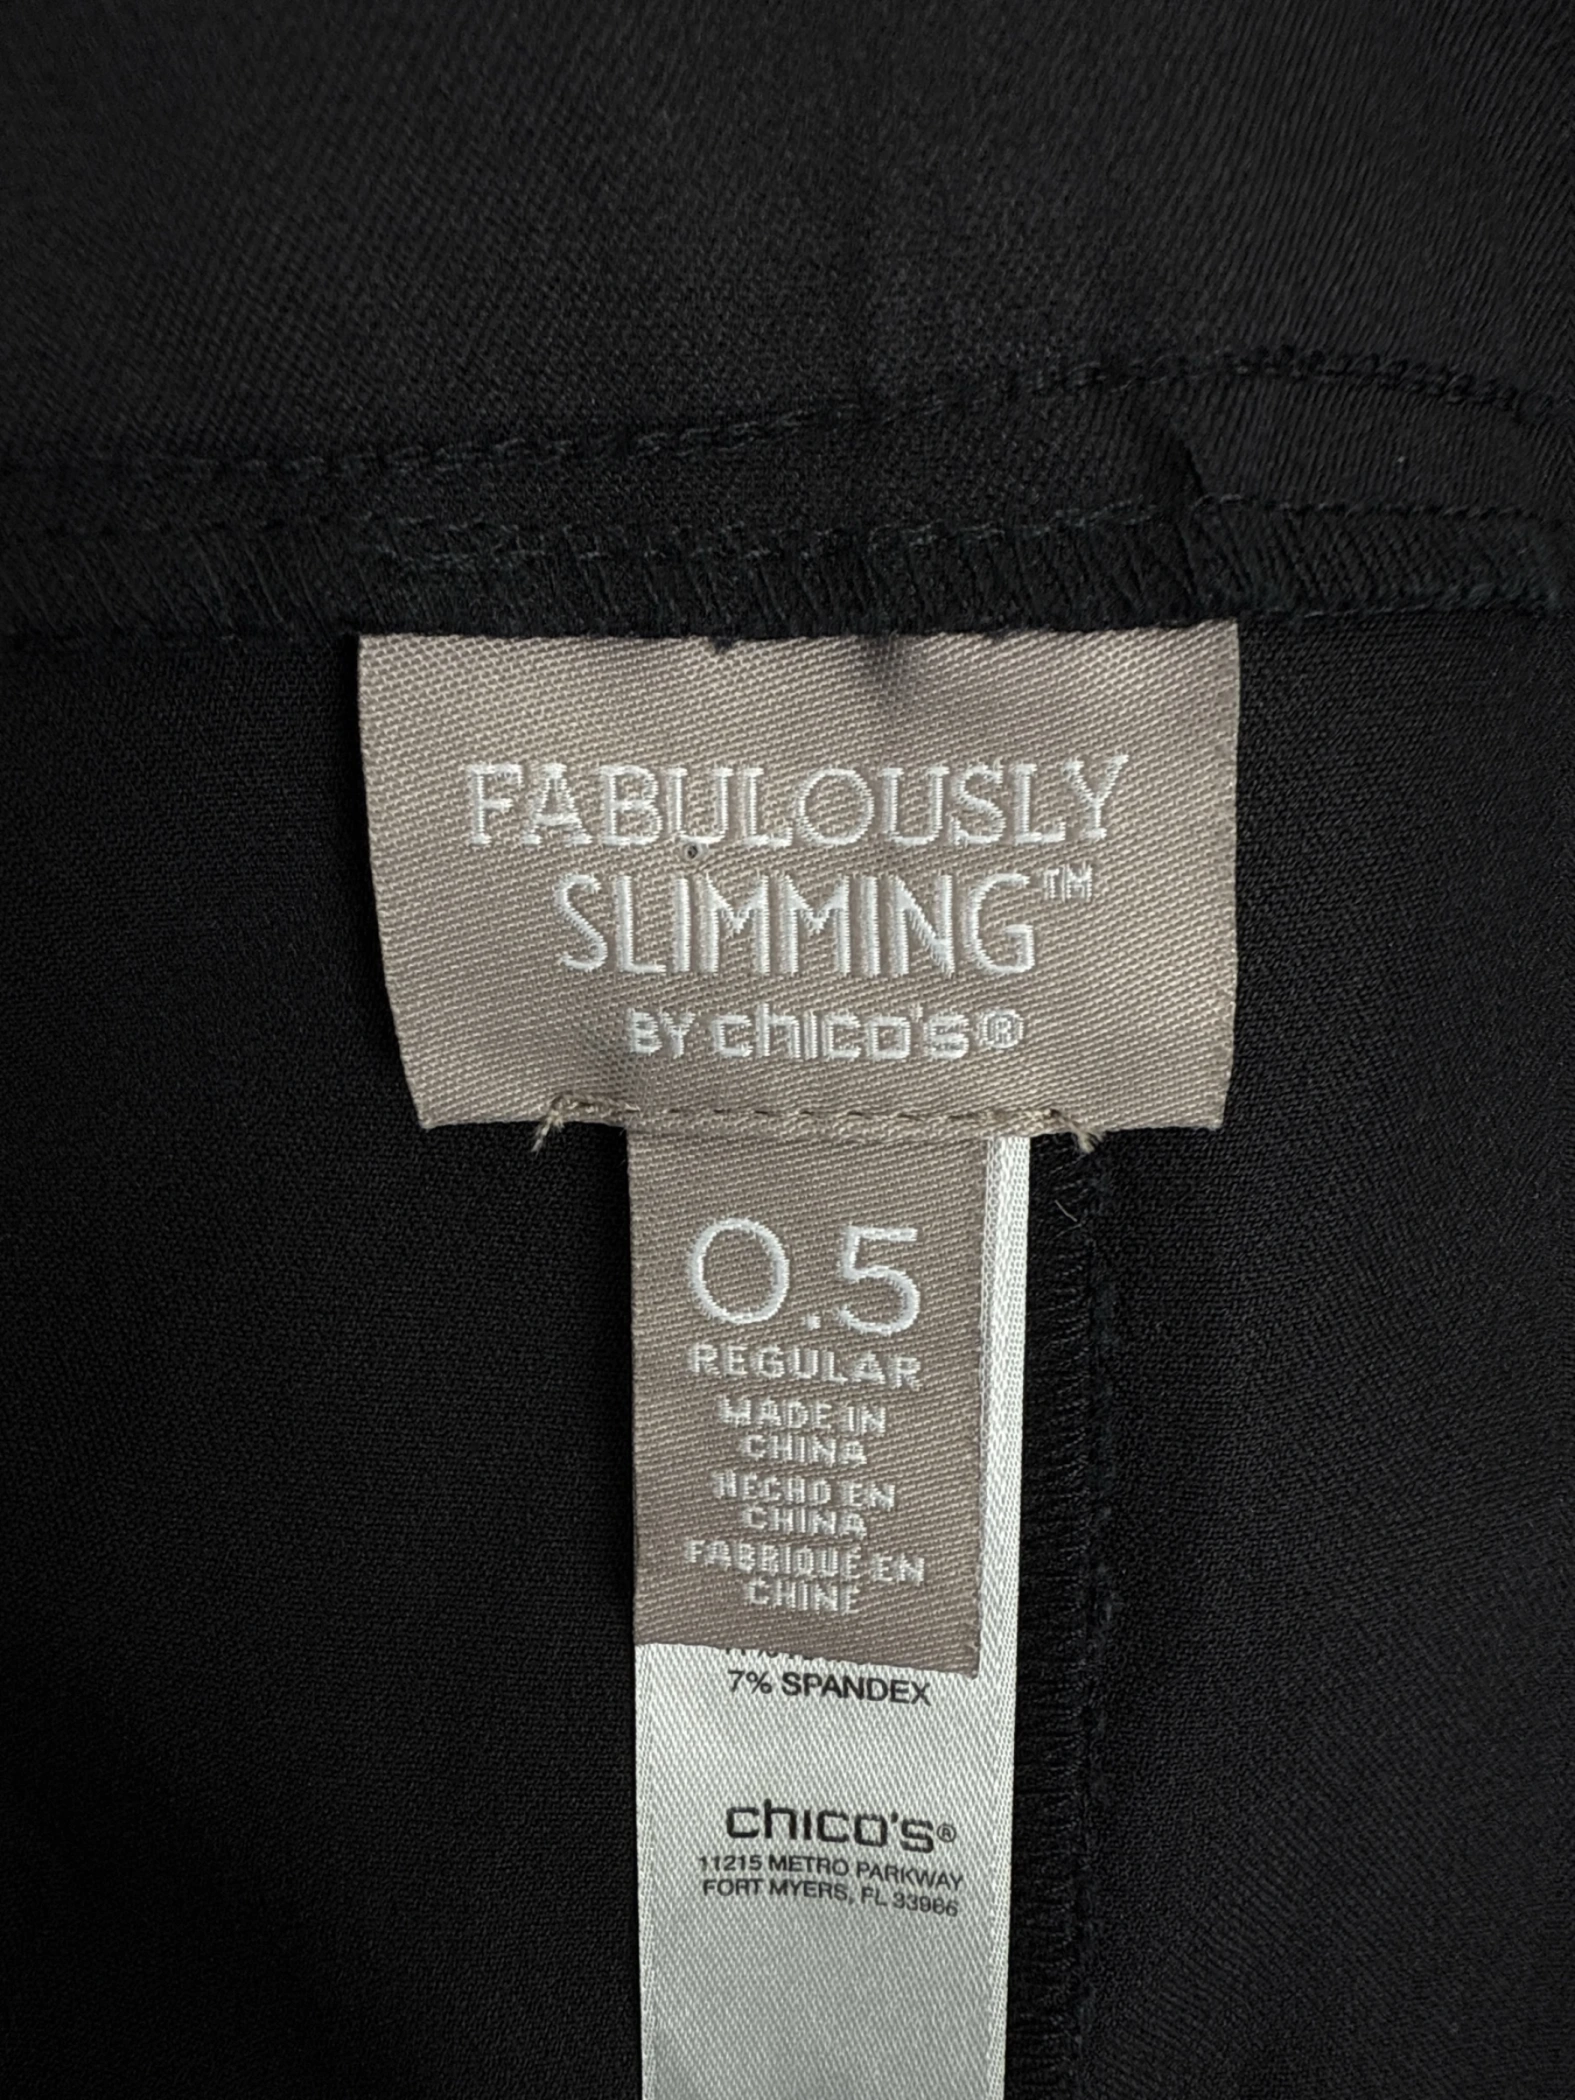 FABULOUSLY
SLIMMING™
BY chico's®
0.5
REGULAR
MADE IN
CHINA
HECHO EN
CHINA
FABRIQUÉ EN
CHINE
7% SPANDEX
chico's®
11215 METRO PARKWAY
FORT MYERS, FL 33966